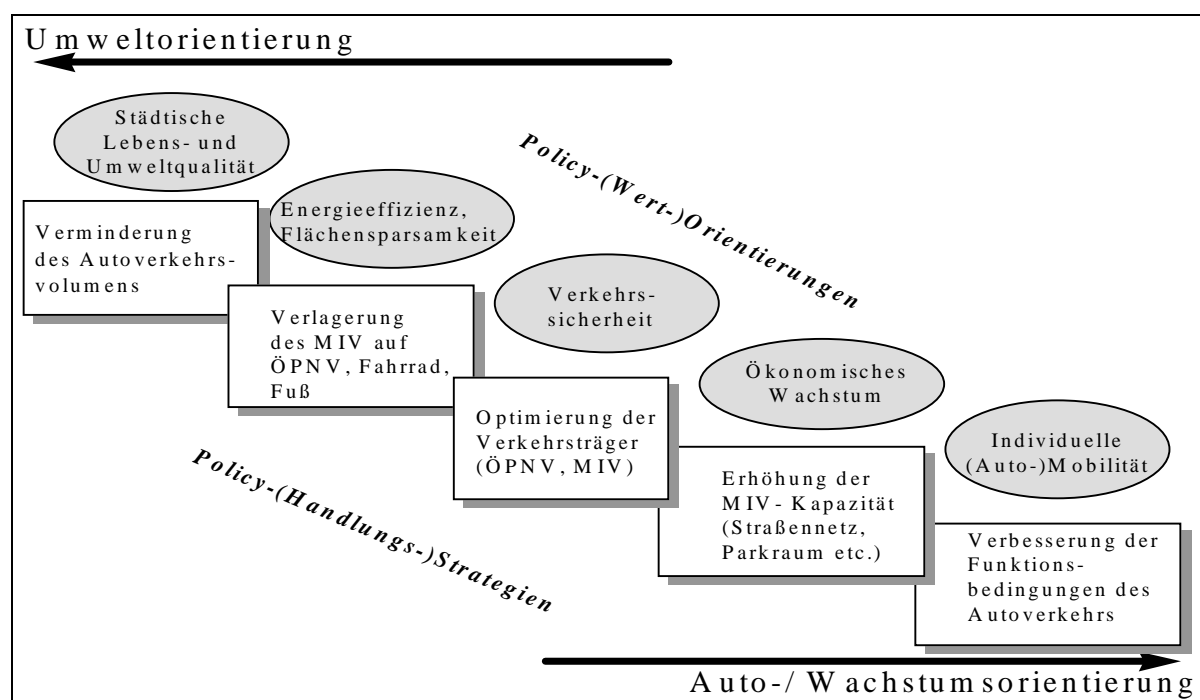 Umweltorientierung
Städtische
Lebens- und
Umweltqualität
Policy-(Wert-)Orientierungen
Energieeffizienz,
Flächensparsamkeit
Verminderung
des Autoverkehrs-
volumens
Verkehrs-
sicherheit
Verlagerung
des MIV auf
ÖPNV, Fahrrad,
Fuß
Ökonomisches
Wachstum
Optimierung der
Verkehrsträger
(ÖPNV, MIV)
Individuelle
(Auto-)Mobilität
Policy-(Handlungs-)Strategien
Erhöhung der
MIV- Kapazität
(Straßennetz,
Parkraum etc.)
Verbesserung der
Funktions-
bedingungen des
Autoverkehrs
Auto-/ Wachstumsorientierung